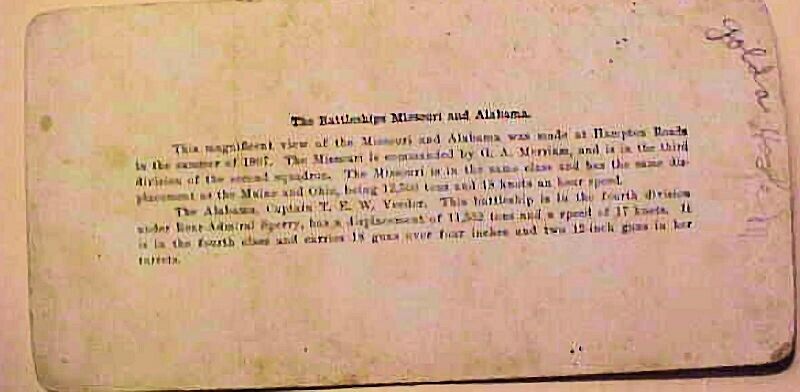 The Battleships Missouri and Alabama.
This magnificent view of the Missouri and Alabama was made at Hampton Roads
in the summer of 1907. The Missouri is commanded by G. A. Merriam, and is in the third
division of the second squadron. The Missouri is in the same class and has the same dis-
placement as the Maine and Ohio, being 12,500 tons and 18 knots an hour speed.
The Alabama, Captain T. E. W. Veeder. This battleship is in the fourth division
under Rear-Admiral Sperry, has a displacement of 11,552 tons and a speed of 17 knots. It
is in the fourth class and carries 18 guns over four inches and two 12-inch guns in her
turrets.
Golda